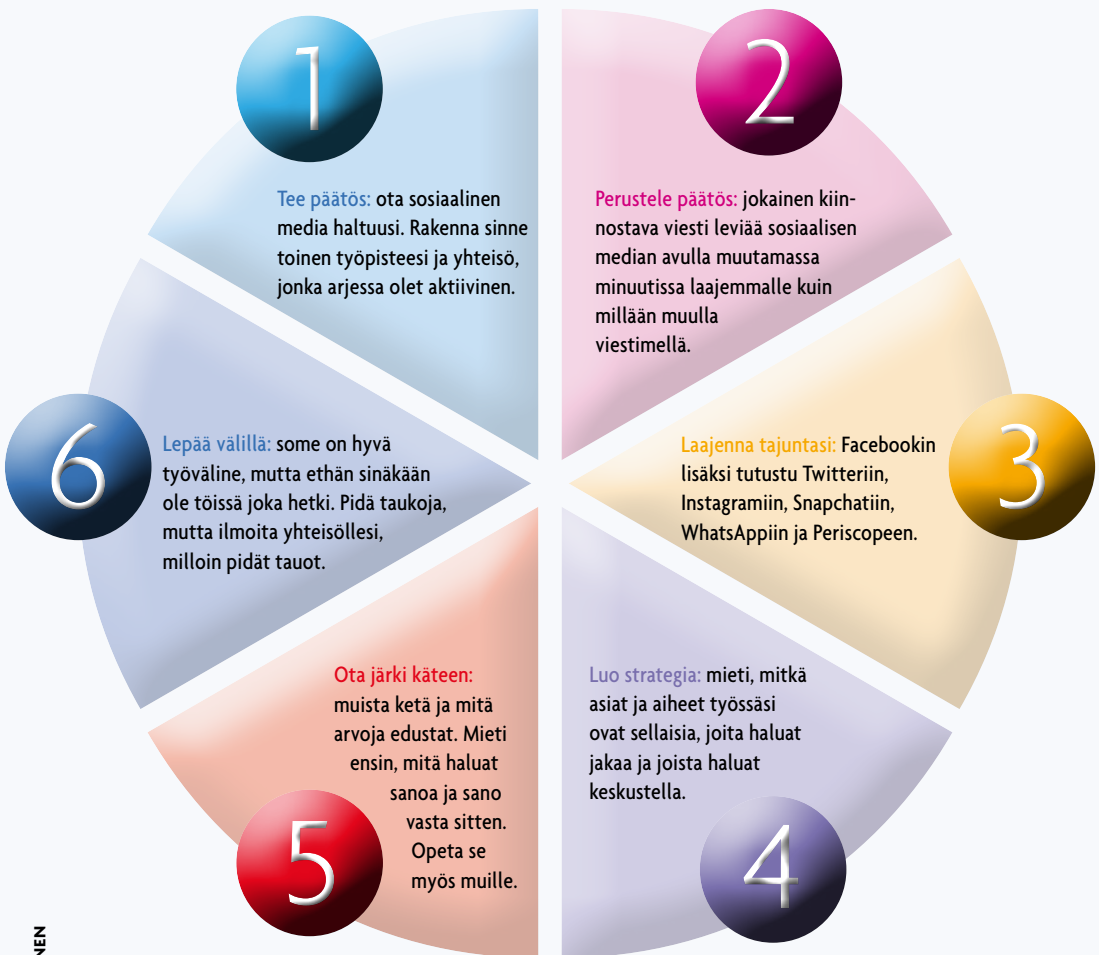 1
Tee päätös: ota sosiaalinen
media haltuusi. Rakenna sinne
toinen työpisteesi ja yhteisö,
jonka arjessa olet aktiivinen.
2
Perustele päätös: jokainen kiin-
nostava viesti leviää sosiaalisen
median avulla muutamassa
minuutissa laajemmalle kuin
millään muulla
viestimellä.
3
Laajenna tajuntasi: Facebookin
lisäksi tutustu Twitteriin,
Instagramiin, Snapchatiin,
WhatsAppiin ja Periscopeen.
4
Luo strategia: mieti, mitkä
asiat ja aiheet työssäsi
ovat sellaisia, joita haluat
jakaa ja joista haluat
keskustella.
5
Ota järki käteen:
muista ketä ja mitä
arvoja edustat. Mieti
ensin, mitä haluat
sanoa ja sano
vasta sitten.
Opeta se
myös muille.
6
Lepää välillä: some on hyvä
työväline, mutta ethän sinäkään
ole töissä joka hetki. Pidä taukoja,
mutta ilmoita yhteisöllesi,
milloin pidät tauot.
NEN